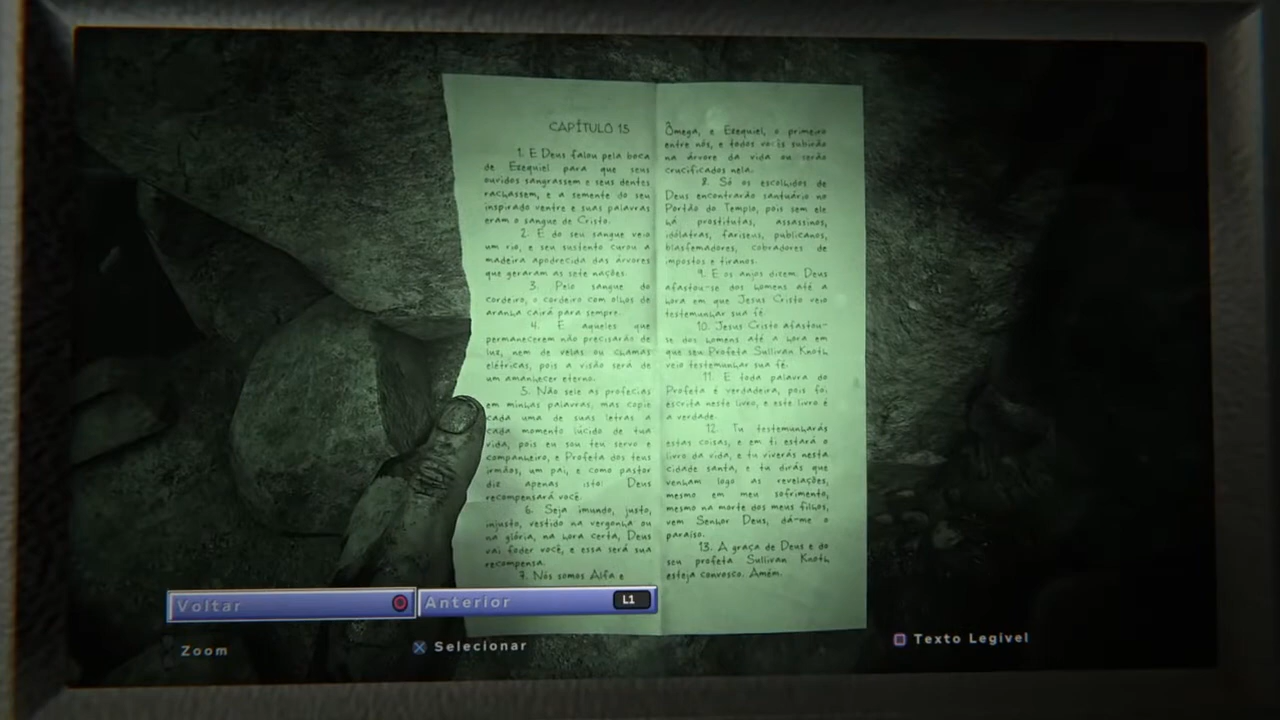 CAPÍTULO 15
1. E Deus falou pela boca
de Ezequiel para que seus
ouvidos sangrassem e seus dentes
rachassem, e a semente do seu
inspirado ventre e suas palavras
eram o sangue de Cristo.
2. E do seu sangue veio
um rio, e seu sustento curou a
madeira apodrecida das árvores
que geraram as sete nações.
3. Pelo sangue do
cordeiro, o cordeiro com olhos de
aranha cairá para sempre.
4. E aqueles que
permanecerem não precisarão de
luz, nem de velas ou chamas
elétricas, pois a visão será de
um amanhecer eterno.
5. Não sele as profecias
em minhas palavras, mas copie
cada uma de suas letras a
cada momento lúcido de tua
vida, pois eu sou teu servo e
companheiro, e Profeta dos teus
irmãos, um pai, e como pastor
diz apenas isto: Deus
recompensará você.
6. Seja imundo, justo,
injusto, vestido na vergonha ou
na glória, na hora certa, Deus
vai foder você, e essa será sua
recompensa.
7. Nós somos Alfa e
Ômega, e Ezequiel, o primeiro
entre nós, e todos vocês subirão
na árvore da vida ou serão
crucificados nela.
8. Só os escolhidos de
Deus encontrarão santuário no
Portão do Templo, pois sem ele
há prostitutas, assassinos,
idólatras, fariseus, publicanos,
blasfemadores, cobradores de
impostos e tiranos.
9. E os anjos dizem: Deus
afastou-se dos homens até a
hora em que Jesus Cristo veio
testemunhar sua fé.
10. Jesus Cristo afastou-
se dos homens até a hora em
que seu Profeta Sullivan Knoth
veio testemunhar sua fé.
11. E toda palavra do
Profeta é verdadeira, pois foi
escrita neste livro, e este livro é
a verdade.
12. Tu testemunharás
estas coisas, e em ti estará o
livro da vida, e tu viverás nesta
cidade santa, e tu dirás que
venham logo as revelações,
mesmo em meu sofrimento,
mesmo na morte dos meus filhos,
vem Senhor Deus, dá-me o
paraíso.
13. A graça de Deus e do
seu profeta Sullivan Knoth
esteja convosco. Amém.
Voltar
Anterior L1
Zoom
Selecionar
Texto Legível